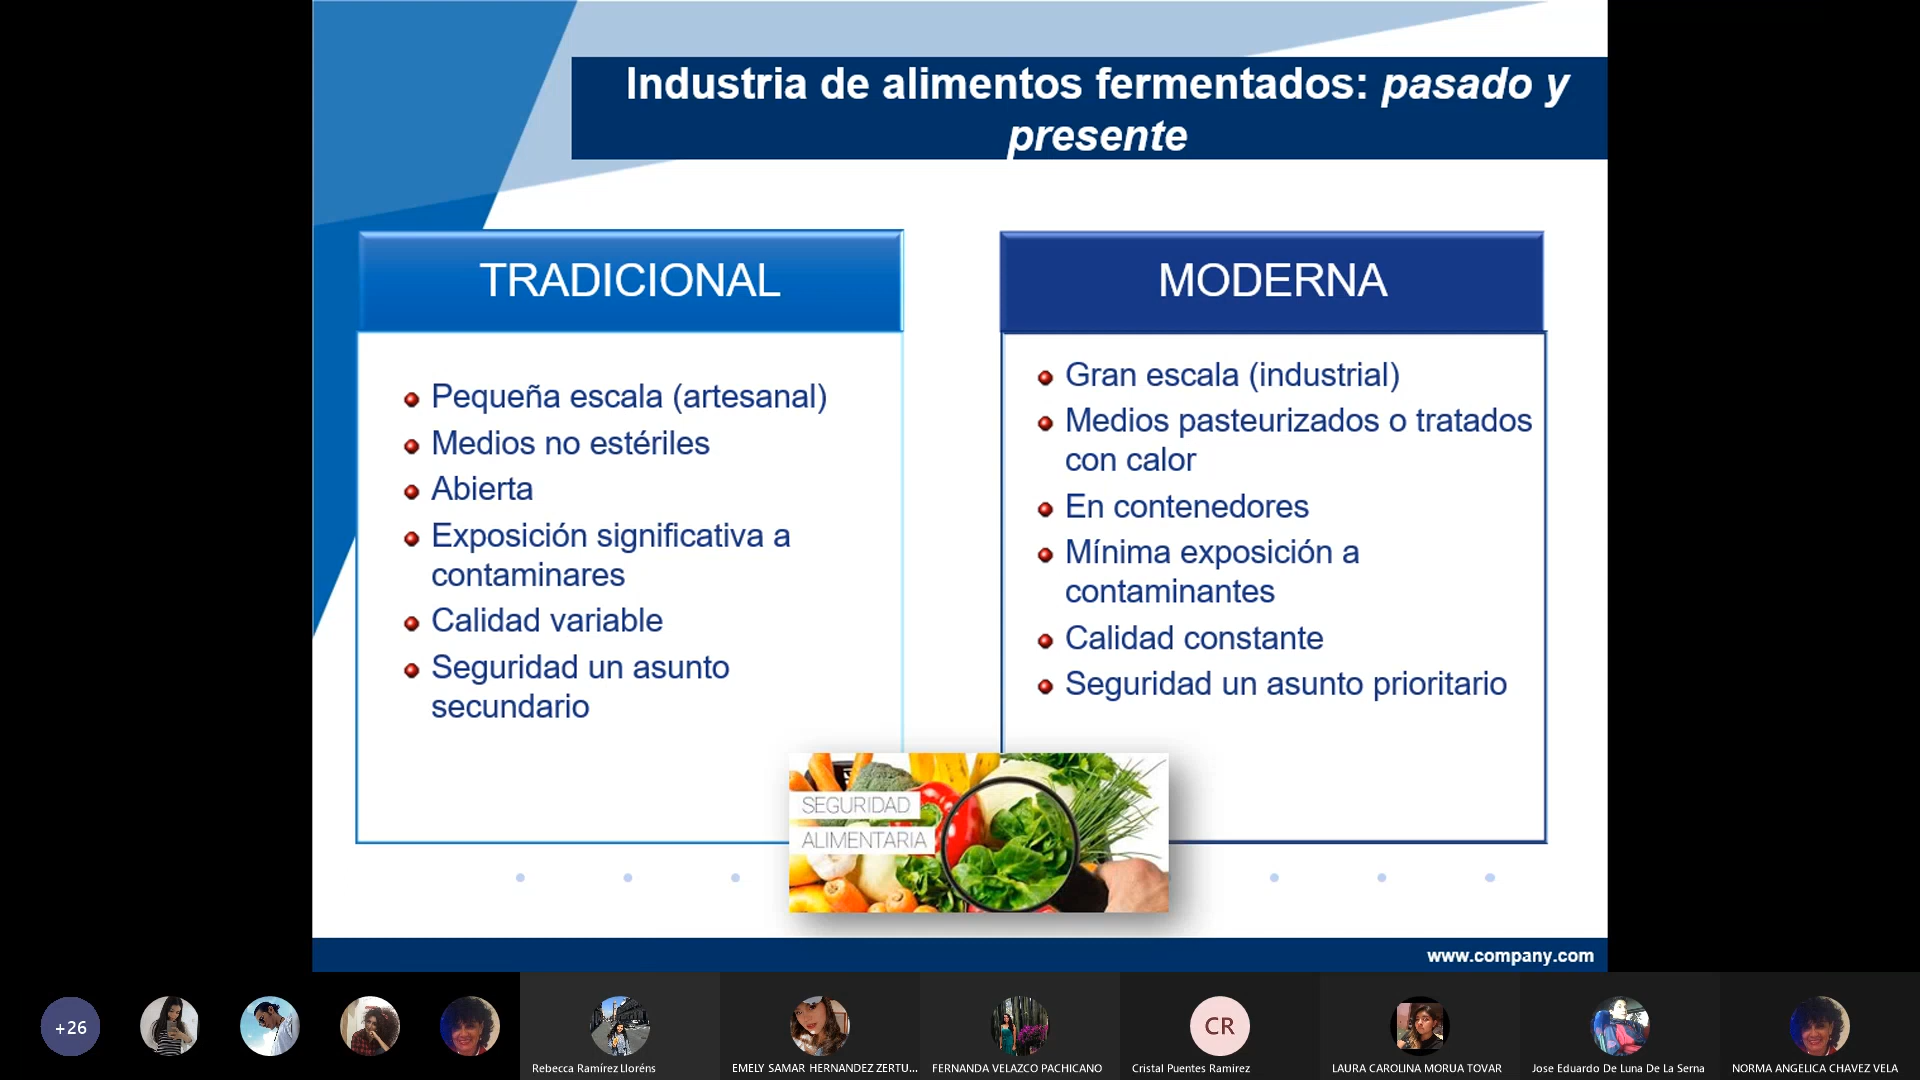 Industria de alimentos fermentados: pasado y
presente
TRADICIONAL
Pequeña escala (artesanal)
Medios no estériles
Abierta
Exposición significativa a
contaminares
Calidad variable
Seguridad un asunto
secundario
MODERNA
Gran escala (industrial)
Medios pasteurizados o tratados
con calor
En contenedores
Mínima exposición a
contaminantes
Calidad constante
Seguridad un asunto prioritario
SEGURIDAD
ALIMENTARIA
www.company.com
+26
CR
Rebecca Ramírez Lloréns
EMELY SAMAR HERNANDEZ ZERTU...
FERNANDA VELAZCO PACHICANO
Cristal Puentes Ramirez
LAURA CAROLINA MORUA TOVAR
Jose Eduardo De Luna De La Serna
NORMA ANGELICA CHAVEZ VELA